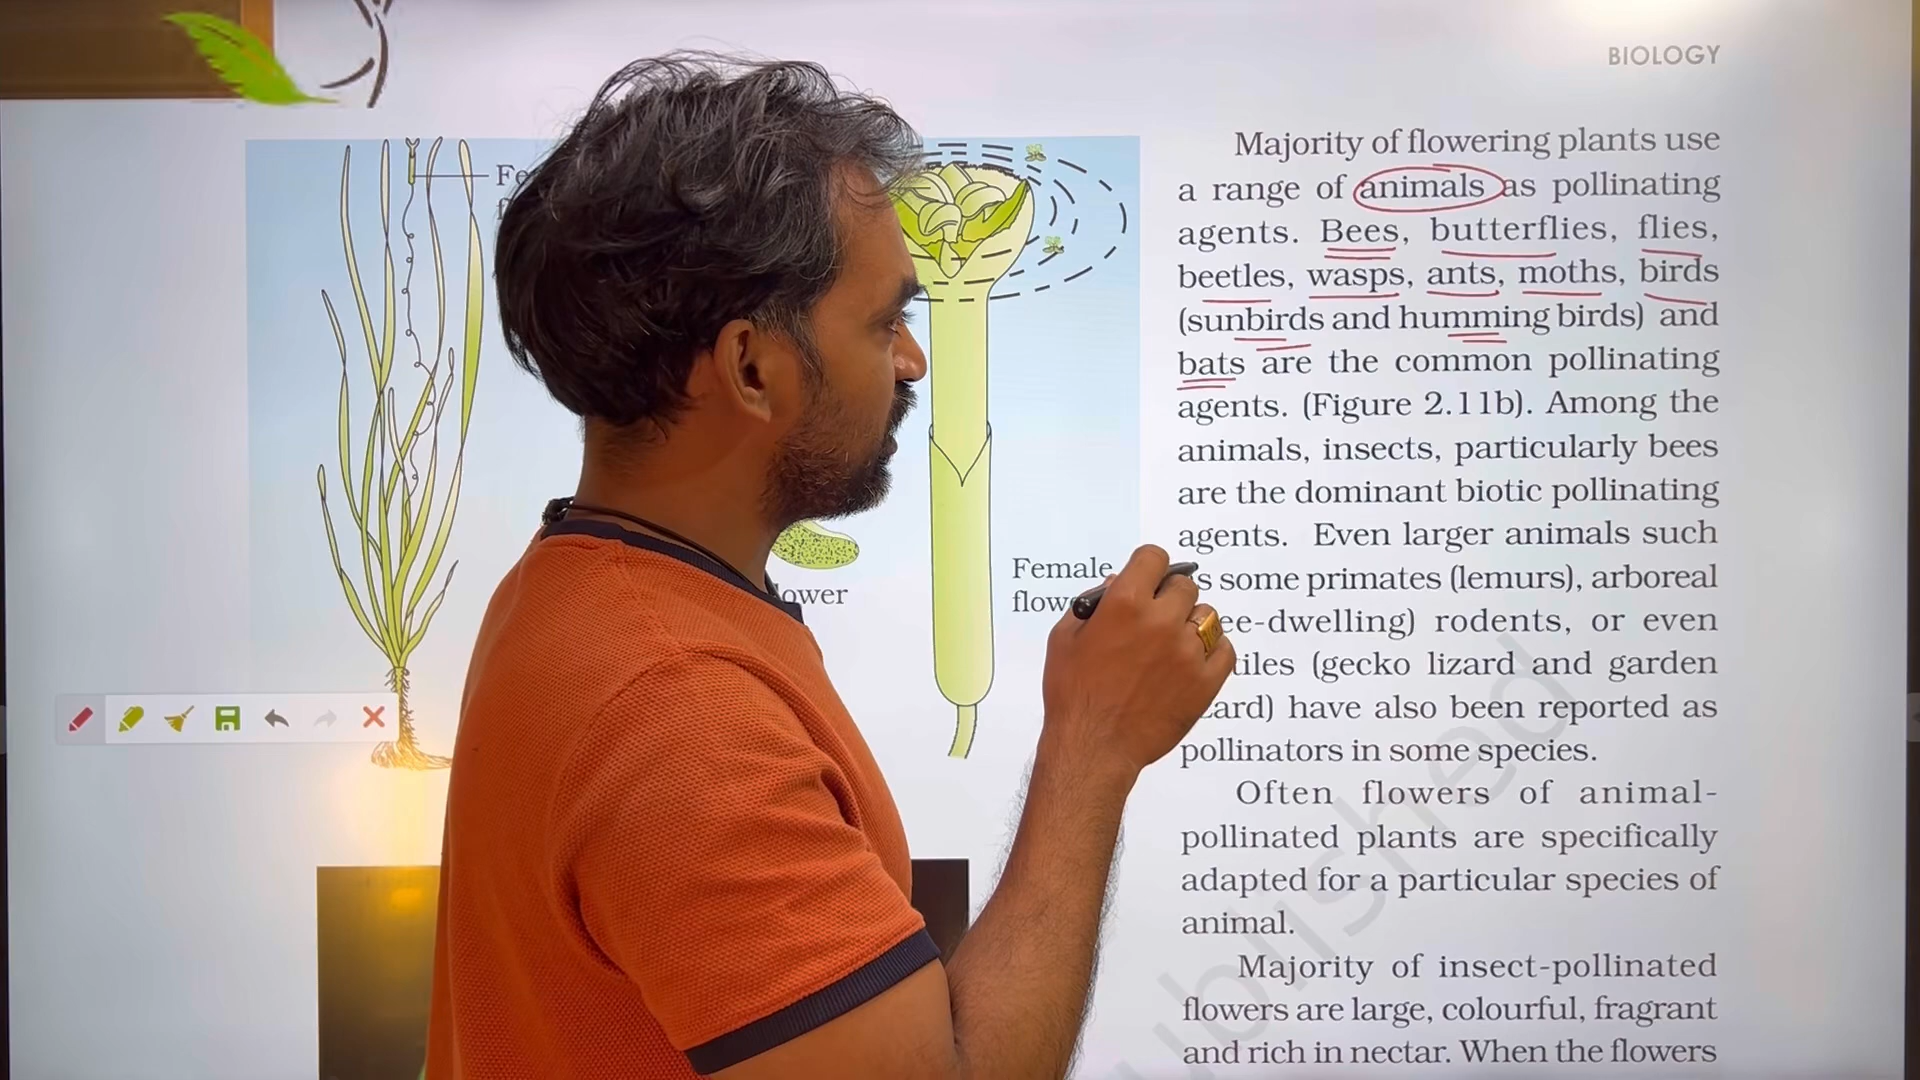 BIOLOGY
Majority of flowering plants use
a range of animals as pollinating
agents. Bees, butterflies, flies,
beetles, wasps, ants, moths, birds
(sunbirds and humming birds) and
bats are the common pollinating
agents. (Figure 2.11b). Among the
animals, insects, particularly bees
are the dominant biotic pollinating
agents. Even larger animals such
some primates (lemurs), arboreal
ee-dwelling) rodents, or even
tiles (gecko lizard and garden
ard) have also been reported as
pollinators in some species.
Often flowers of animal-
pollinated plants are specifically
adapted for a particular species of
animal.
Majority of insect-pollinated
flowers are large, colourful, fragrant
and rich in nectar. When the flowers
Fe
ower
Female
flow
ublished